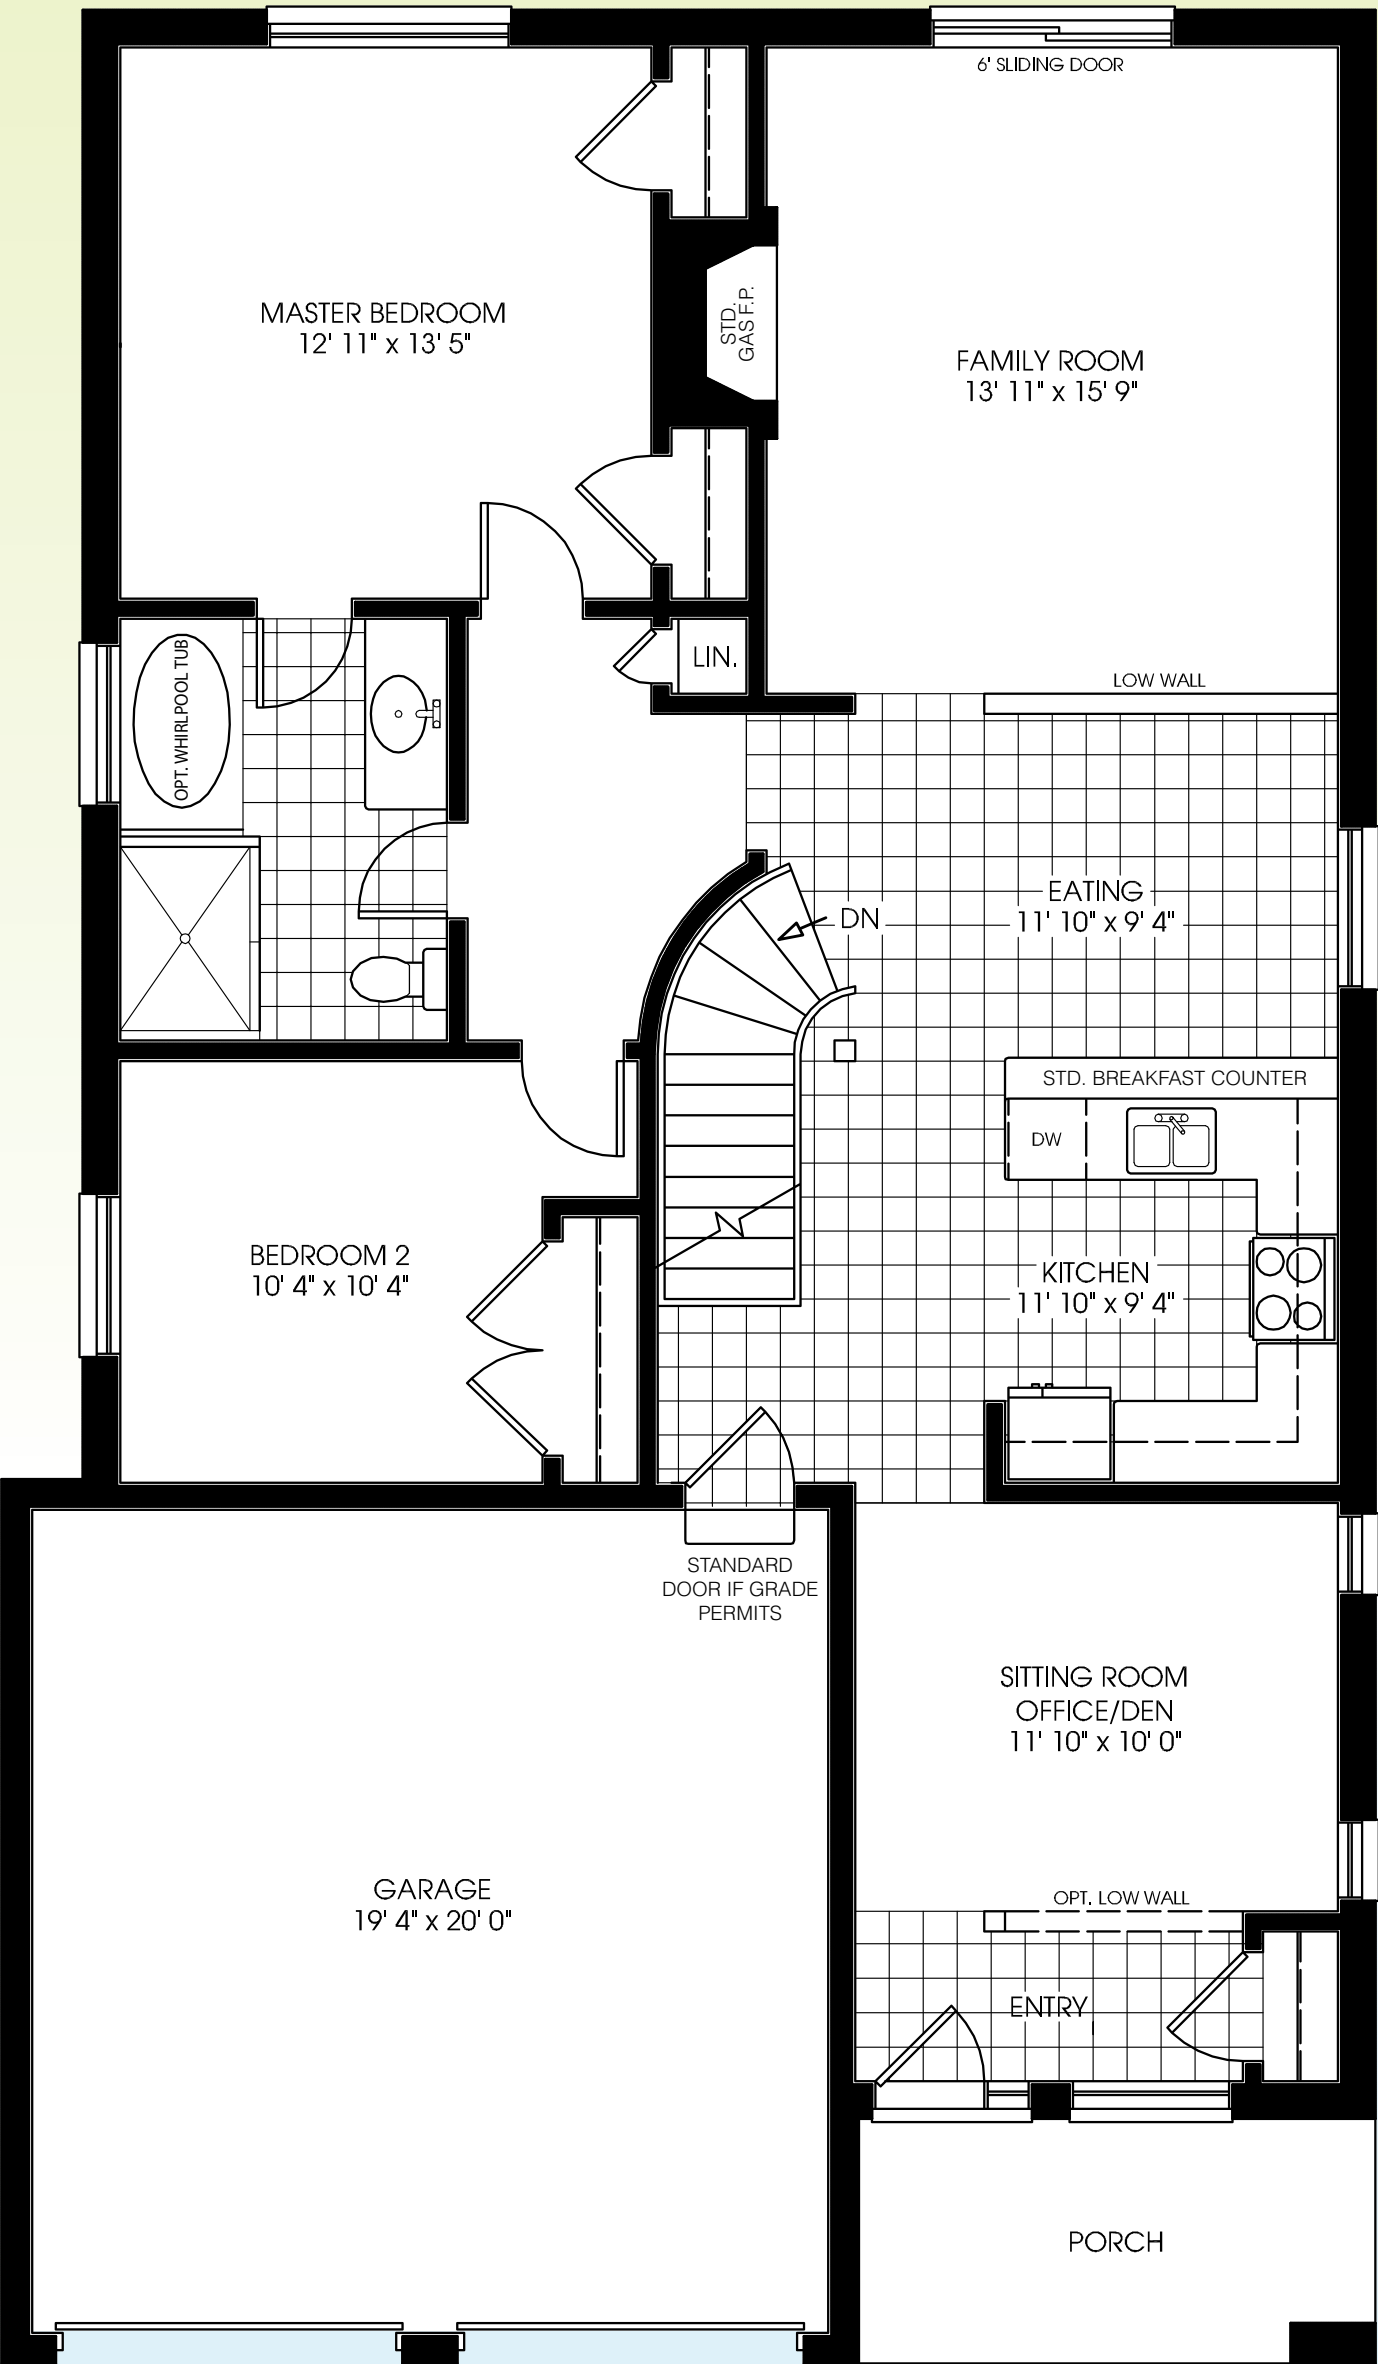 6' SLIDING DOOR
MASTER BEDROOM
12' 11" x 13' 5"
STD.
GAS F.P.
FAMILY ROOM
13' 11" x 15' 9"
OPT. WHIRLPOOL TUB
LIN.
LOW WALL
EATING
11' 10" x 9' 4"
DN
STD. BREAKFAST COUNTER
DW
BEDROOM 2
10' 4" x 10' 4"
KITCHEN
11' 10" x 9' 4"
STANDARD
DOOR IF GRADE
PERMITS
SITTING ROOM
OFFICE/DEN
11' 10" x 10' 0"
GARAGE
19' 4" x 20' 0"
OPT. LOW WALL
ENTRY
PORCH